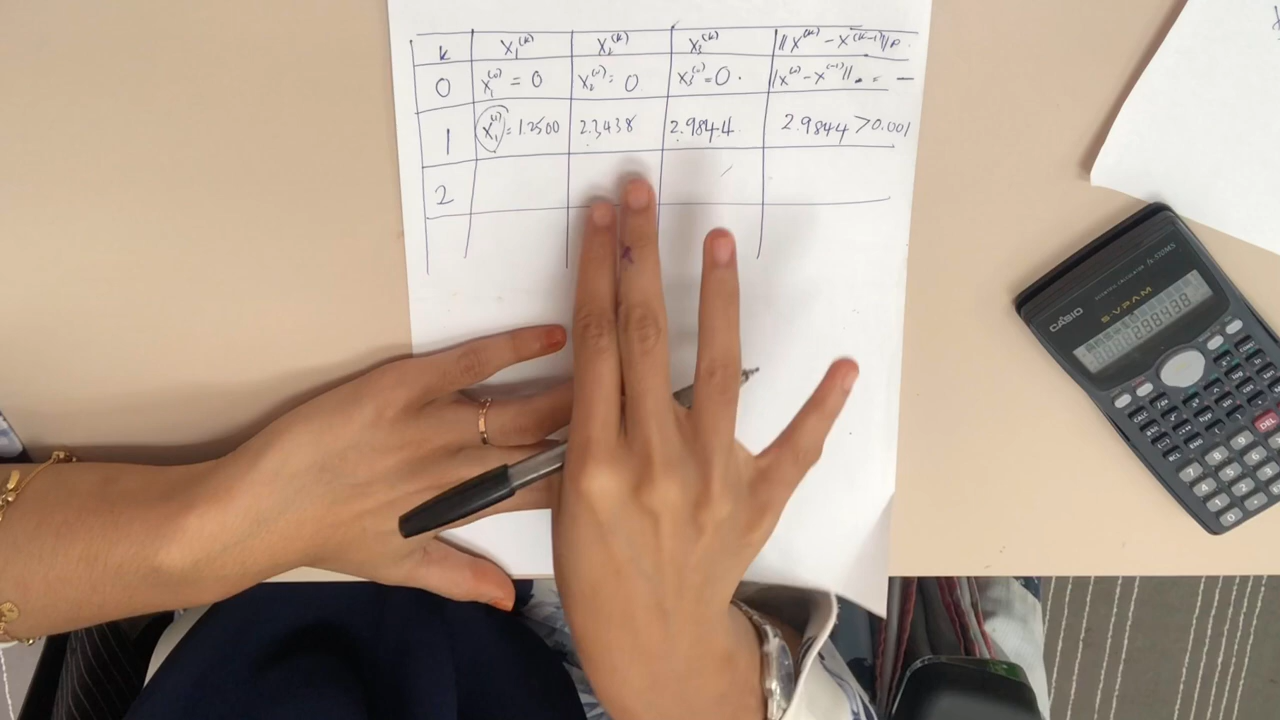 k x₁⁽ᵏ⁾ x₂⁽ᵏ⁾ x₃⁽ᵏ⁾ ||x⁽ᵏ⁾ - x⁽ᵏ⁻¹⁾||
0 x₁⁽⁰⁾ = 0 x₂⁽⁰⁾ = 0 x₃⁽⁰⁾ = 0. ||x⁽⁰⁾ - x⁽⁻¹⁾|| = —
1 x₁⁽¹⁾ = 1.2500 2.3438 2.9844 2.9844 > 0.001
2
CASIO
S-V.P.A.M.